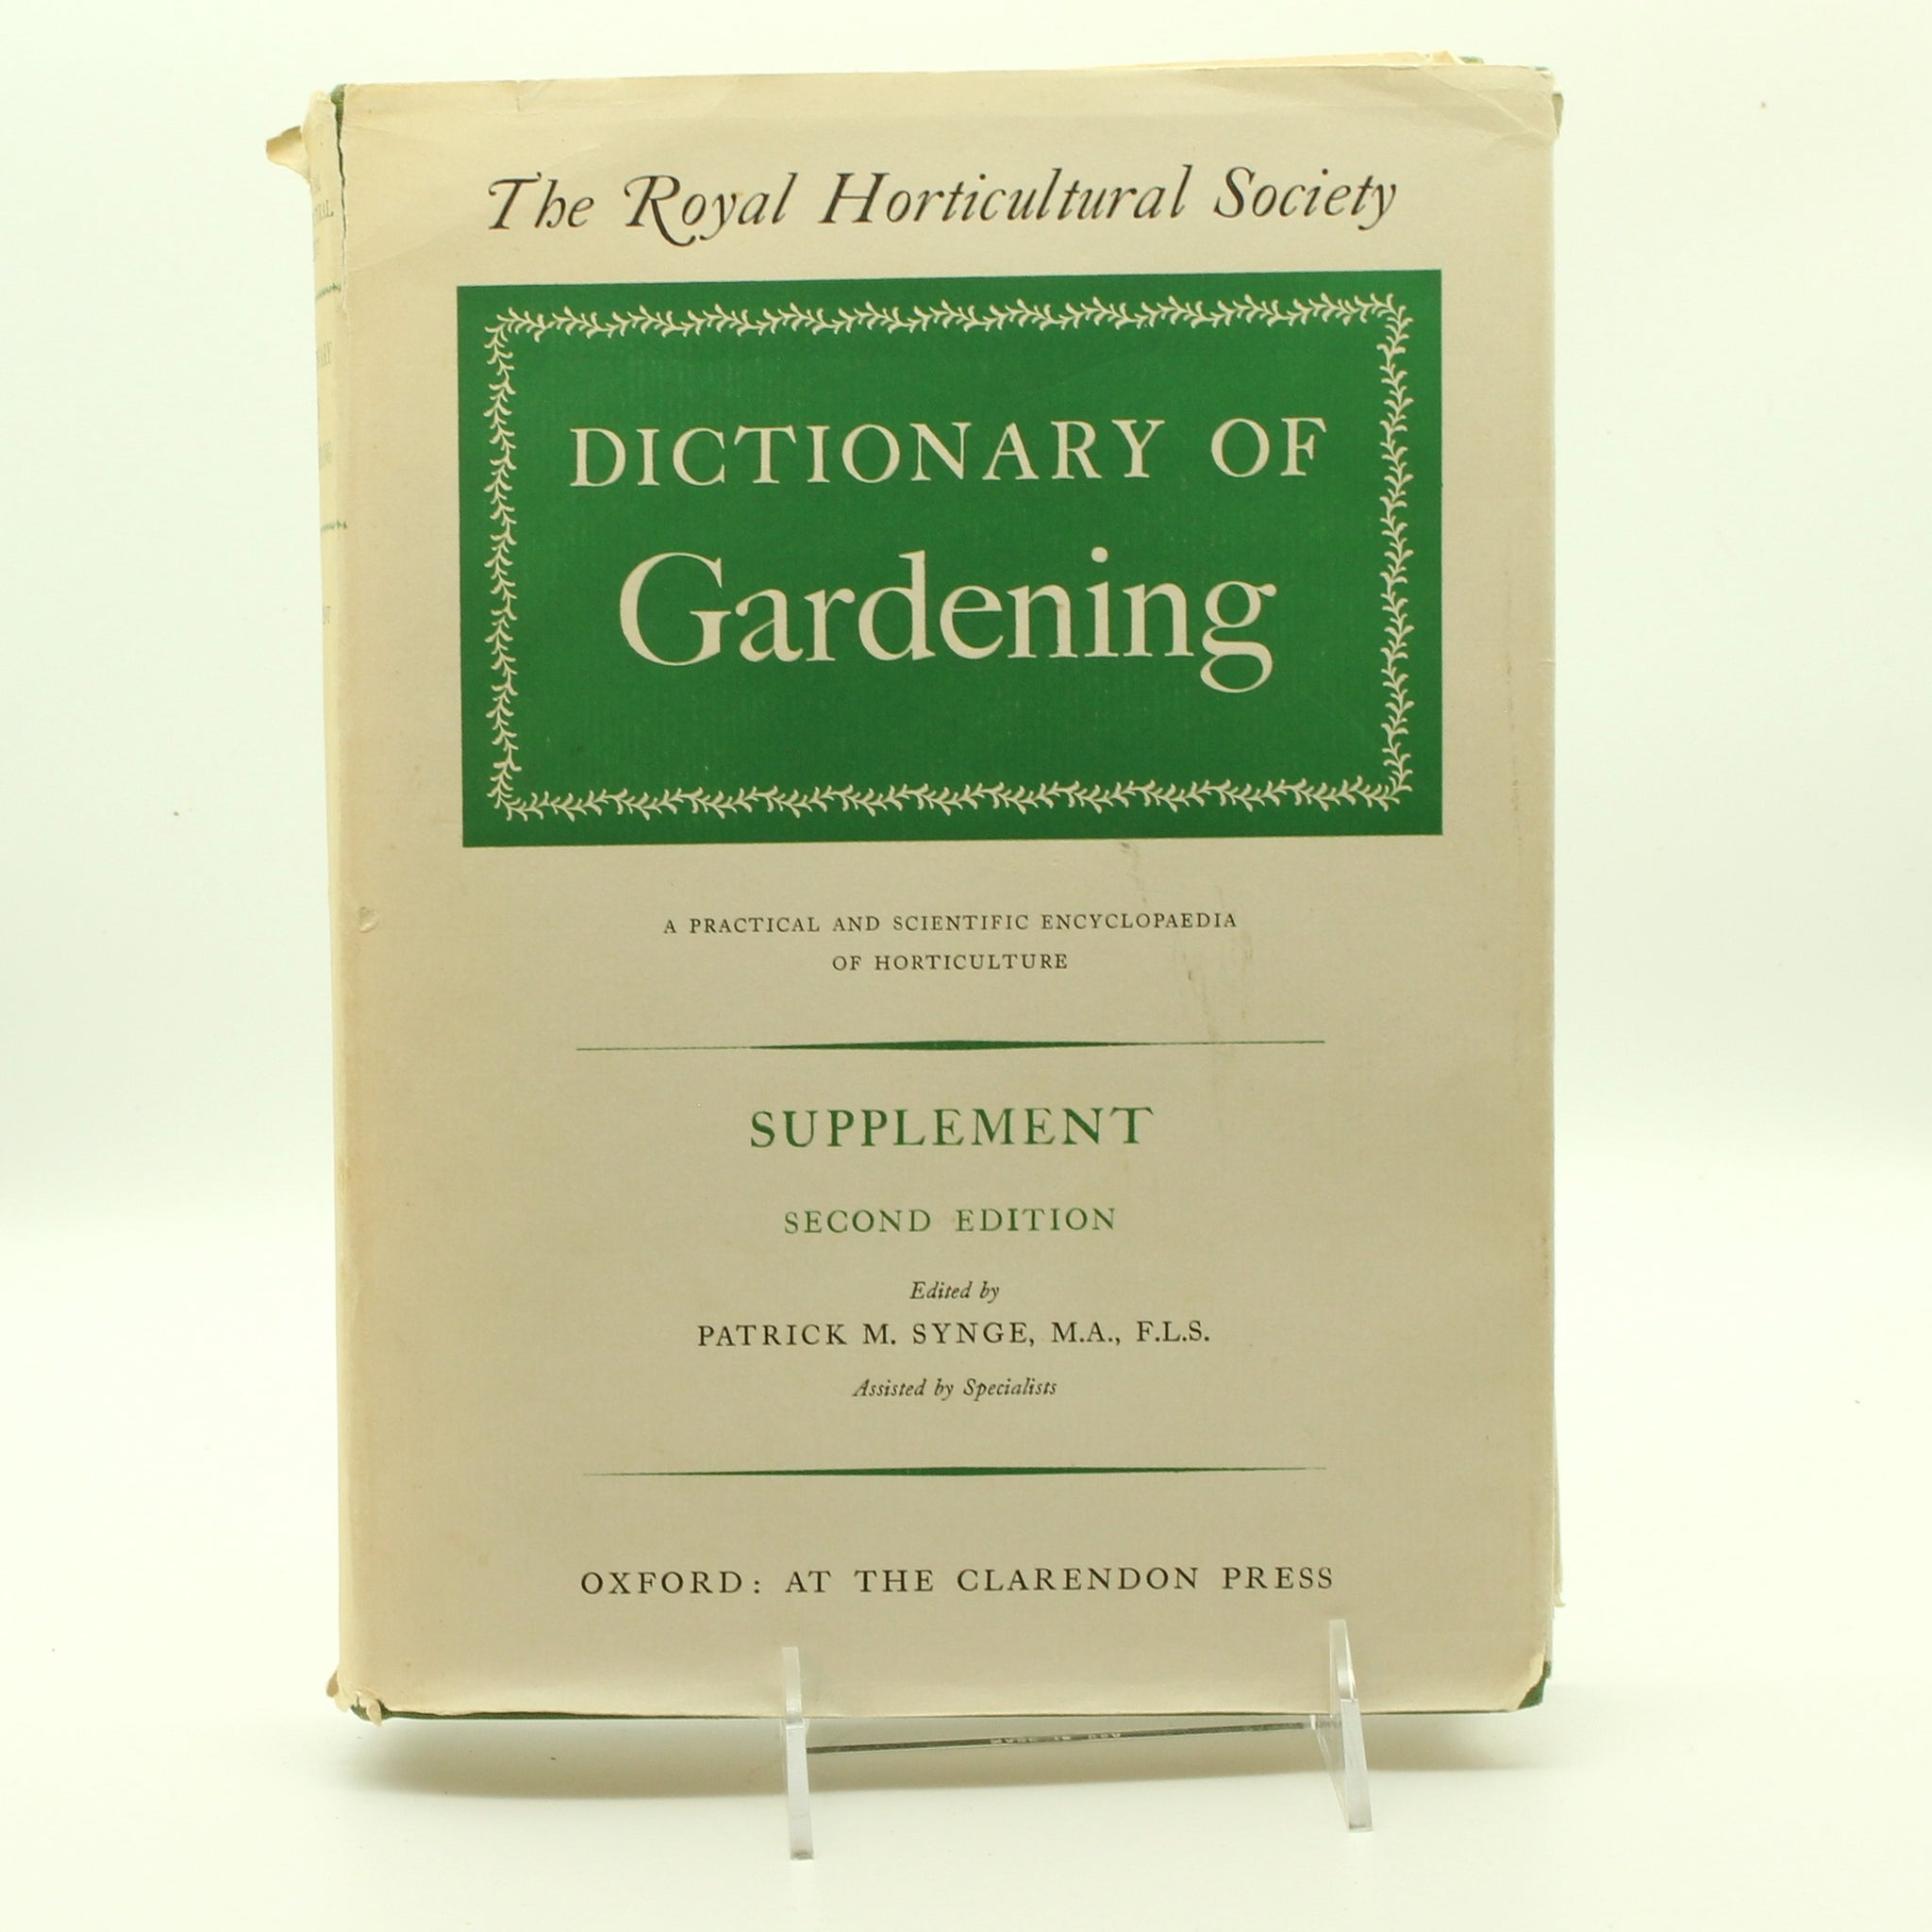 The Royal Horticultural Society
DICTIONARY OF
Gardening
A PRACTICAL AND SCIENTIFIC ENCYCLOPAEDIA
OF HORTICULTURE
SUPPLEMENT
SECOND EDITION
Edited by
PATRICK M. SYNGE, M.A., F.L.S.
Assisted by Specialists
OXFORD: AT THE CLARENDON PRESS